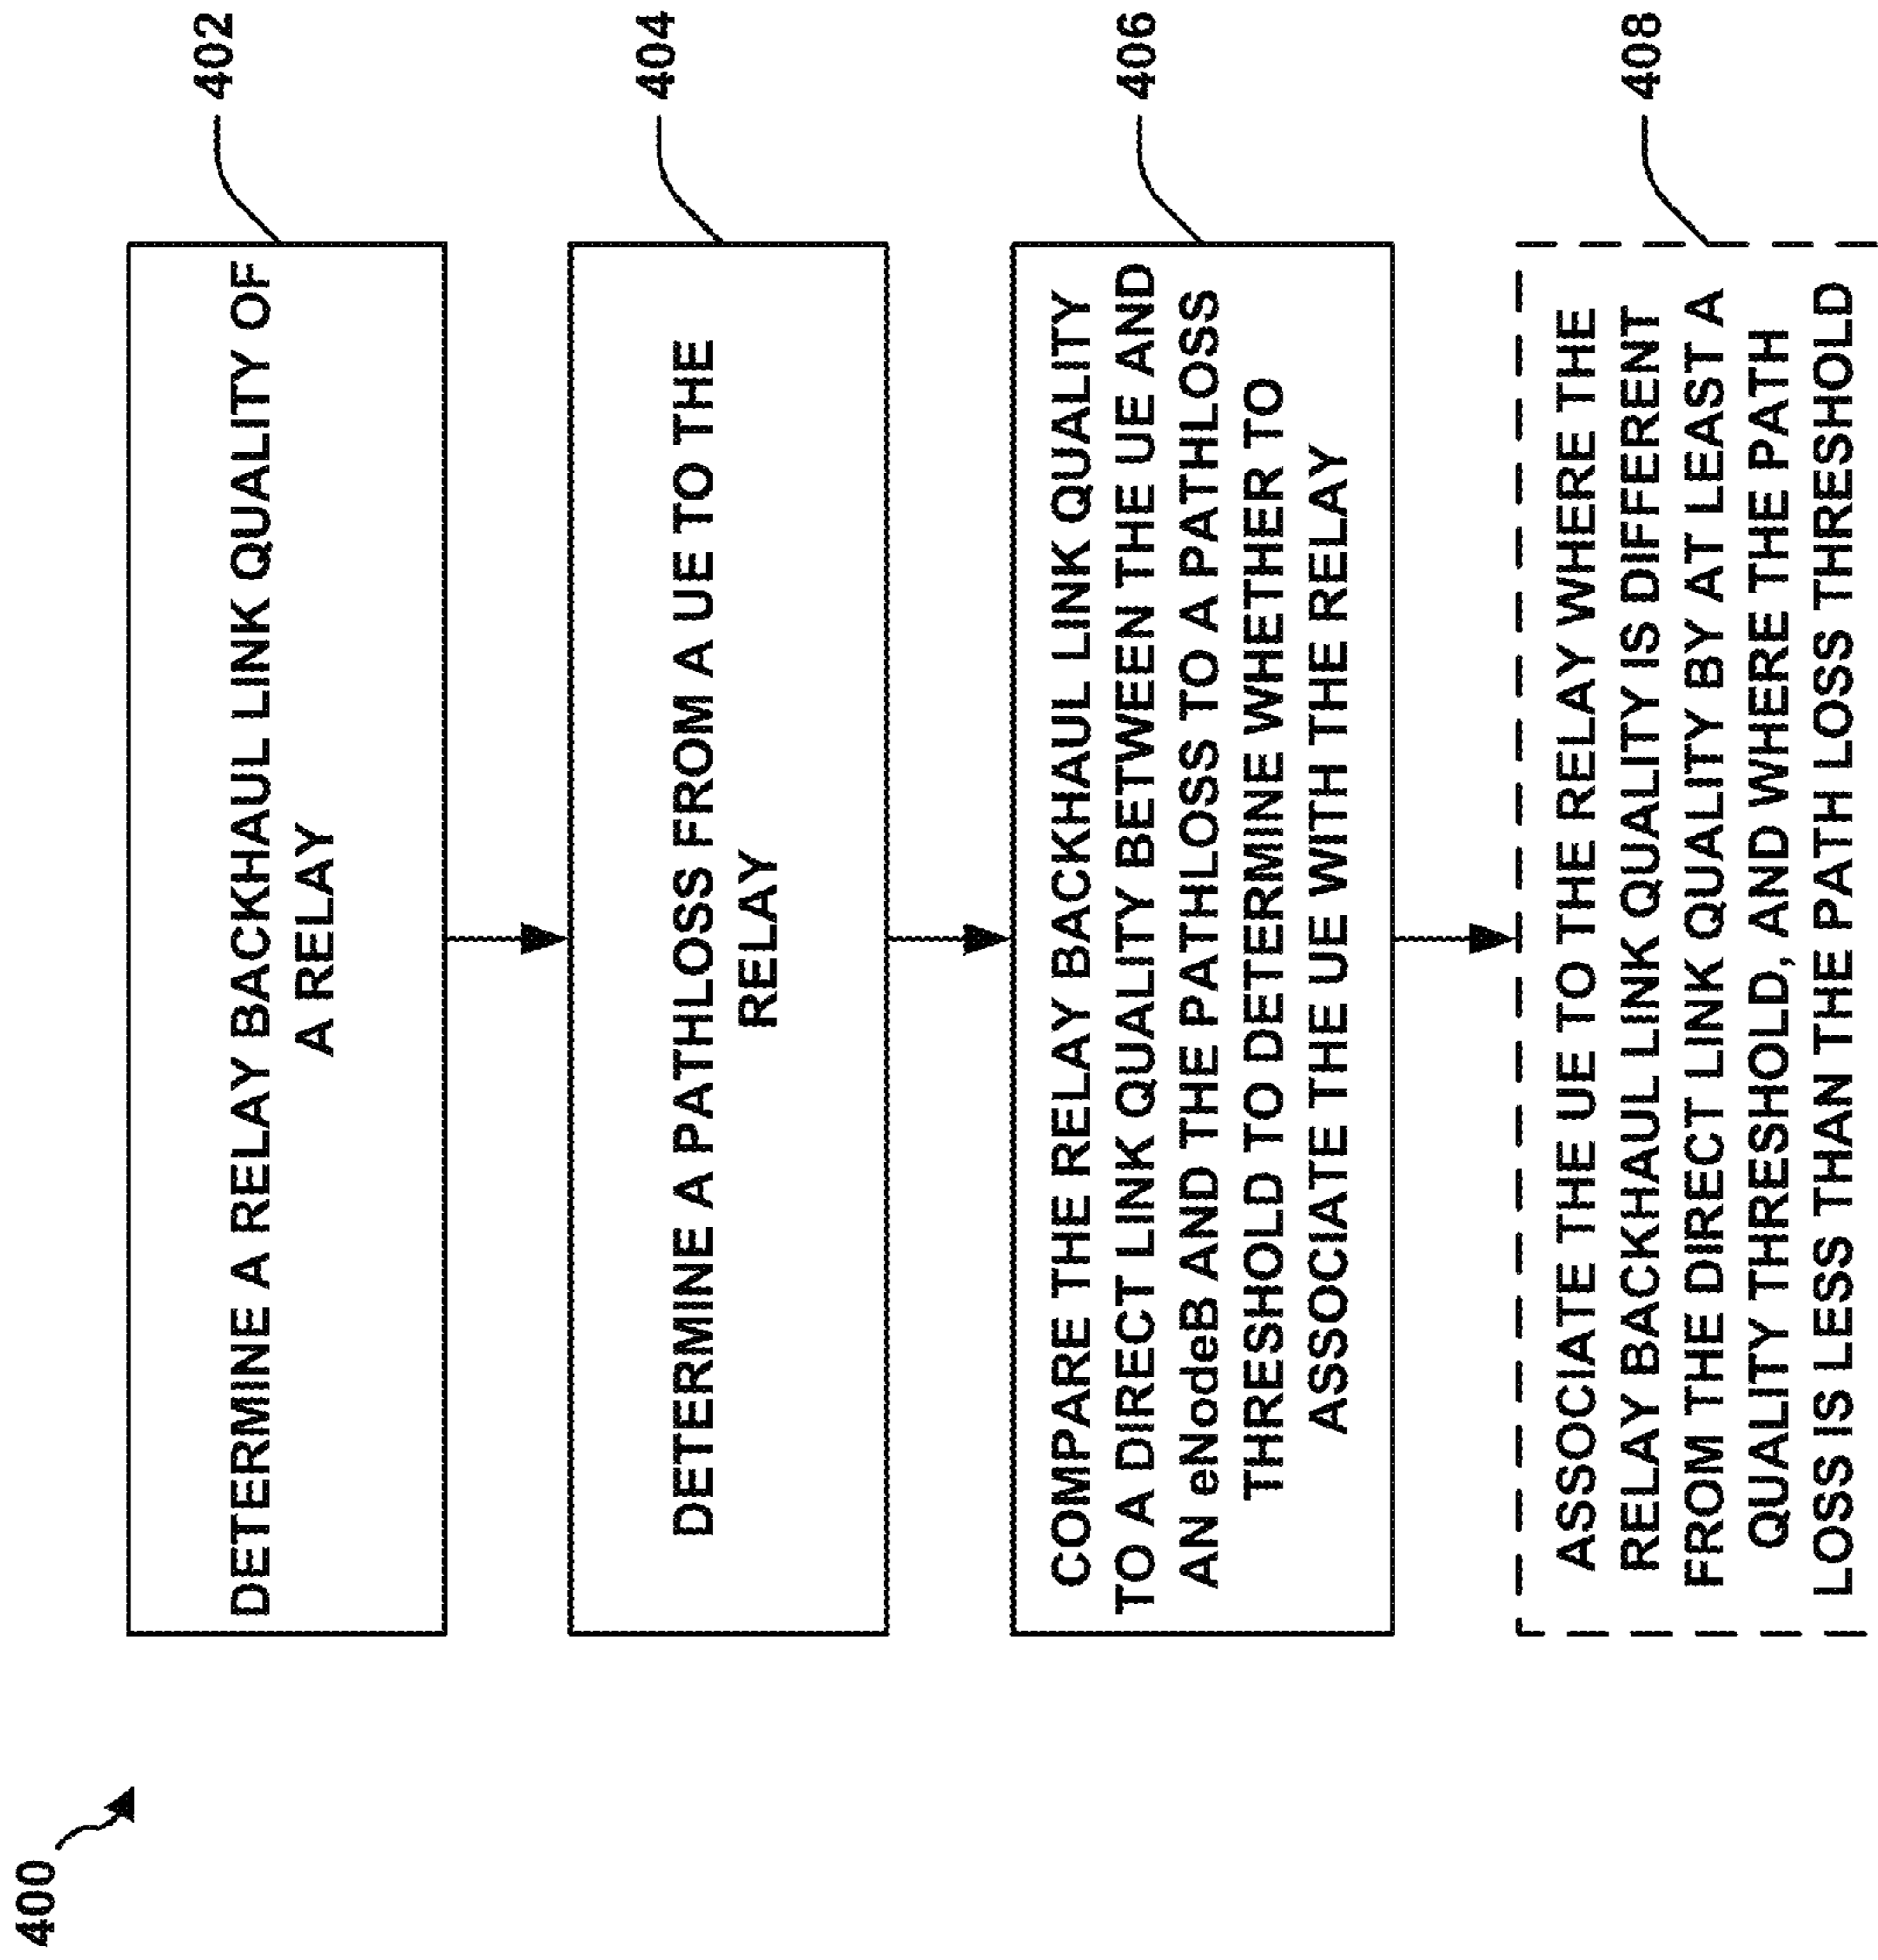 400
DETERMINE A RELAY BACKHAUL LINK QUALITY OF
A RELAY
402
DETERMINE A PATHLOSS FROM A UE TO THE
RELAY
404
COMPARE THE RELAY BACKHAUL LINK QUALITY
TO A DIRECT LINK QUALITY BETWEEN THE UE AND
AN eNodeB AND THE PATHLOSS TO A PATHLOSS
THRESHOLD TO DETERMINE WHETHER TO
ASSOCIATE THE UE WITH THE RELAY
406
ASSOCIATE THE UE TO THE RELAY WHERE THE
RELAY BACKHAUL LINK QUALITY IS DIFFERENT
FROM THE DIRECT LINK QUALITY BY AT LEAST A
QUALITY THRESHOLD, AND WHERE THE PATH
LOSS IS LESS THAN THE PATH LOSS THRESHOLD
408